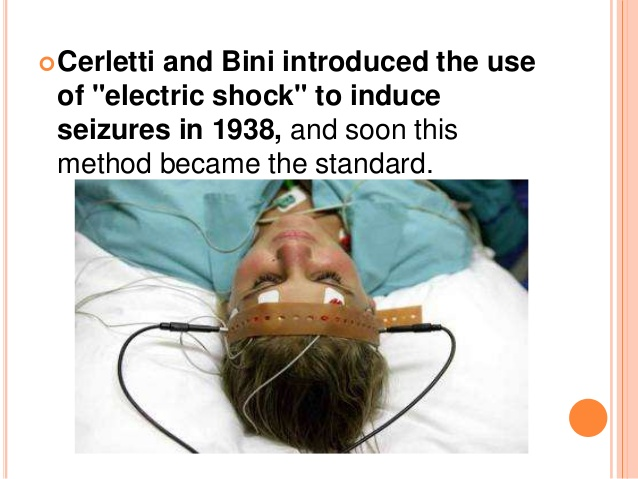 Cerletti and Bini introduced the use
of "electric shock" to induce
seizures in 1938, and soon this
method became the standard.